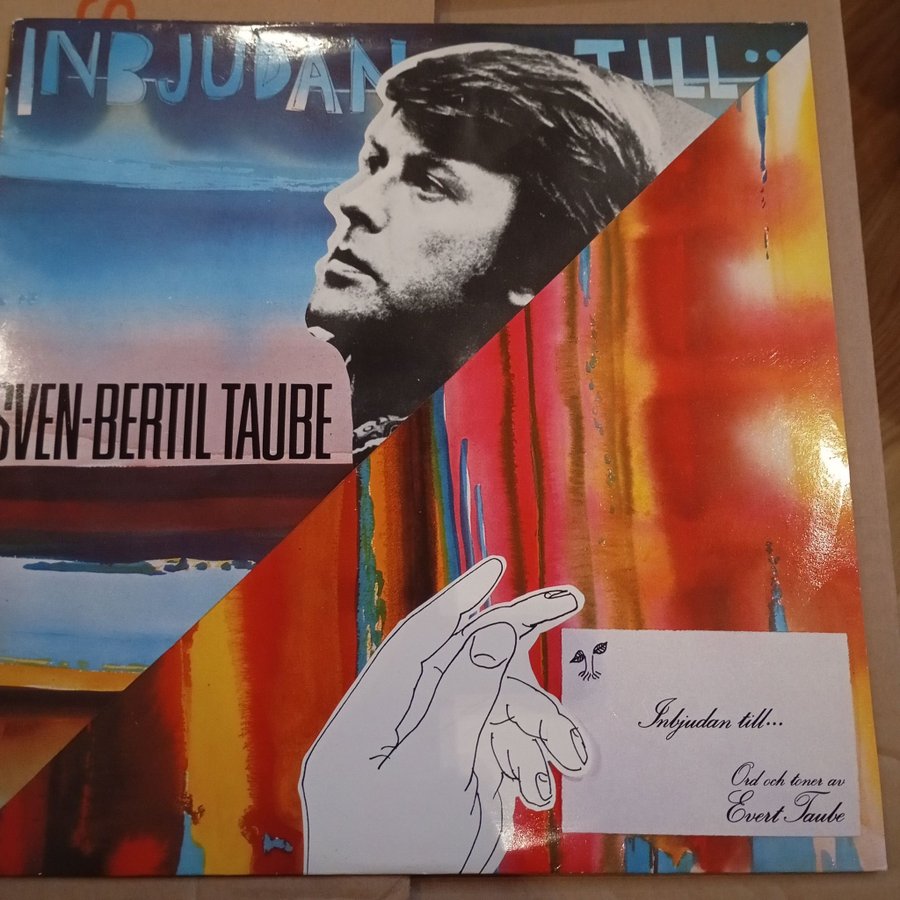 INBJUDAN TILL..
SVEN-BERTIL TAUBE
Inbjudan till...
Ord och toner av
Evert Taube